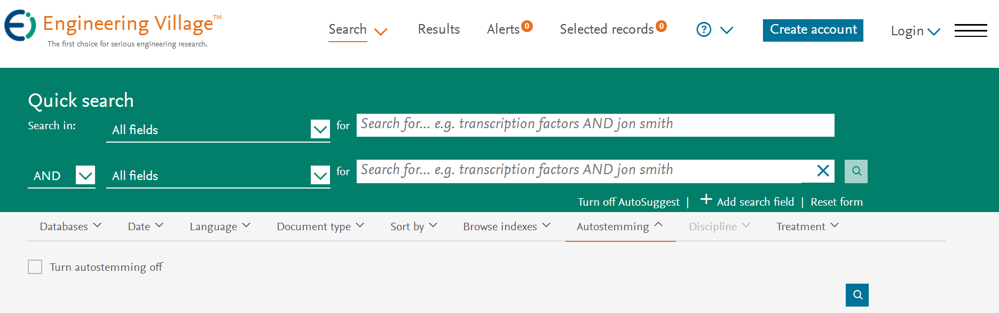 Engineering Village™
The first choice for serious engineering research.
Search Results Alerts 0 Selected records 0 ? Create account Login
Quick search
Search in: All fields for Search for... e.g. transcription factors AND jon smith
AND All fields for Search for... e.g. transcription factors AND jon smith
Turn off AutoSuggest | + Add search field | Reset form
Databases Date Language Document type Sort by Browse indexes Autostemming Discipline Treatment
Turn autostemming off